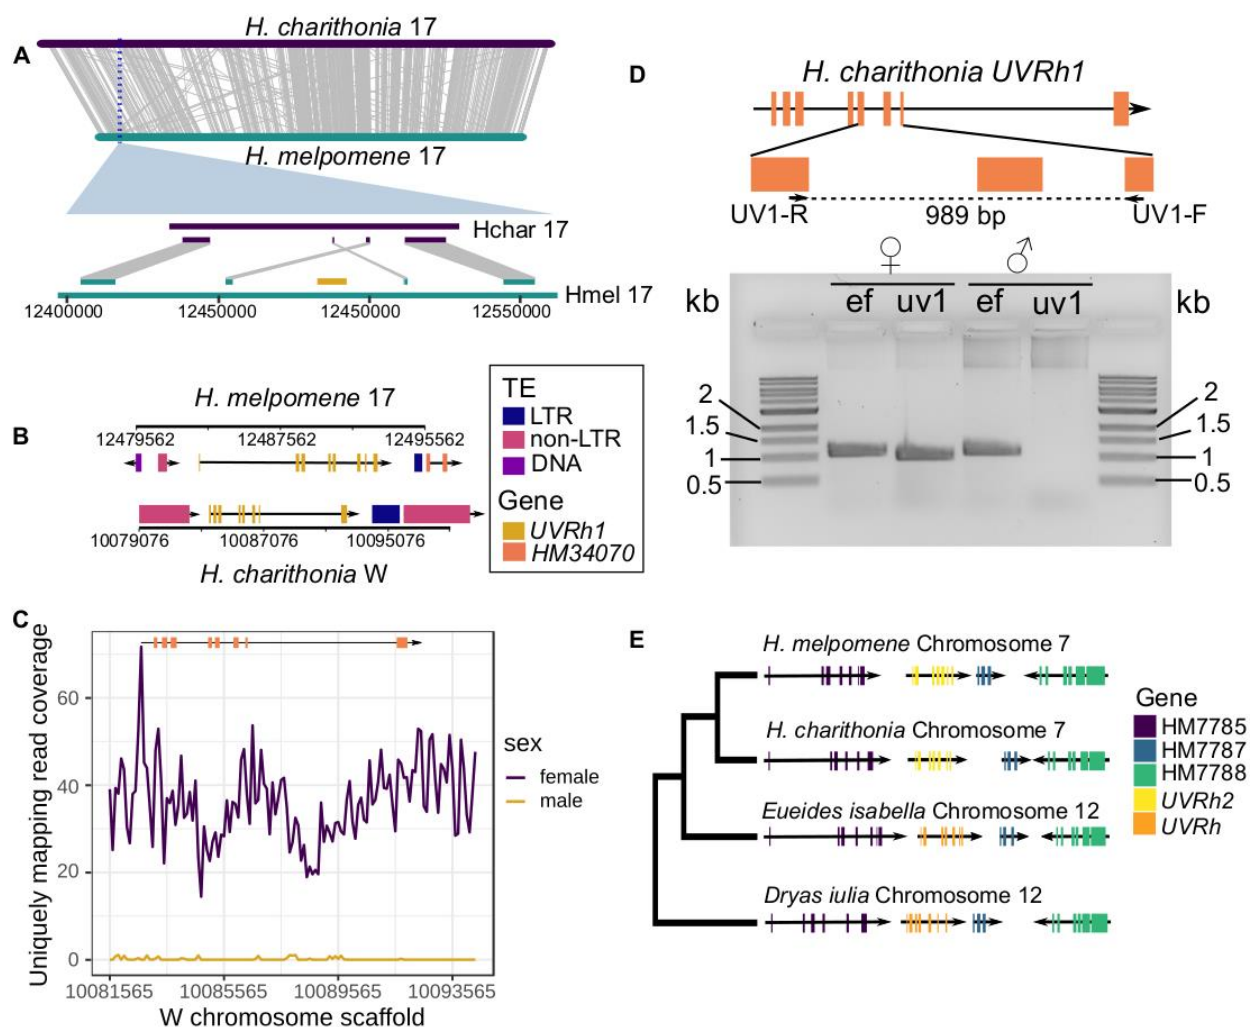 A
H. charithonia 17
H. melpomene 17
Hchar 17
Hmel 17
12400000 12450000 12450000 12550000
B
H. melpomene 17
12479562 12487562 12495562
10079076 10087076 10095076
H. charithonia W
TE
LTR
non-LTR
DNA
Gene
UVRh1
HM34070
C
Uniquely mapping read coverage
60
40
20
0
10081565 10085565 10089565 10093565
W chromosome scaffold
sex
female
male
D
H. charithonia UVRh1
UV1-R 989 bp UV1-F
♀ ♂
kb ef uv1 ef uv1 kb
2 2
1.5 1.5
1 1
0.5 0.5
E
H. melpomene Chromosome 7
H. charithonia Chromosome 7
Eueides isabella Chromosome 12
Dryas iulia Chromosome 12
Gene
HM7785
HM7787
HM7788
UVRh2
UVRh